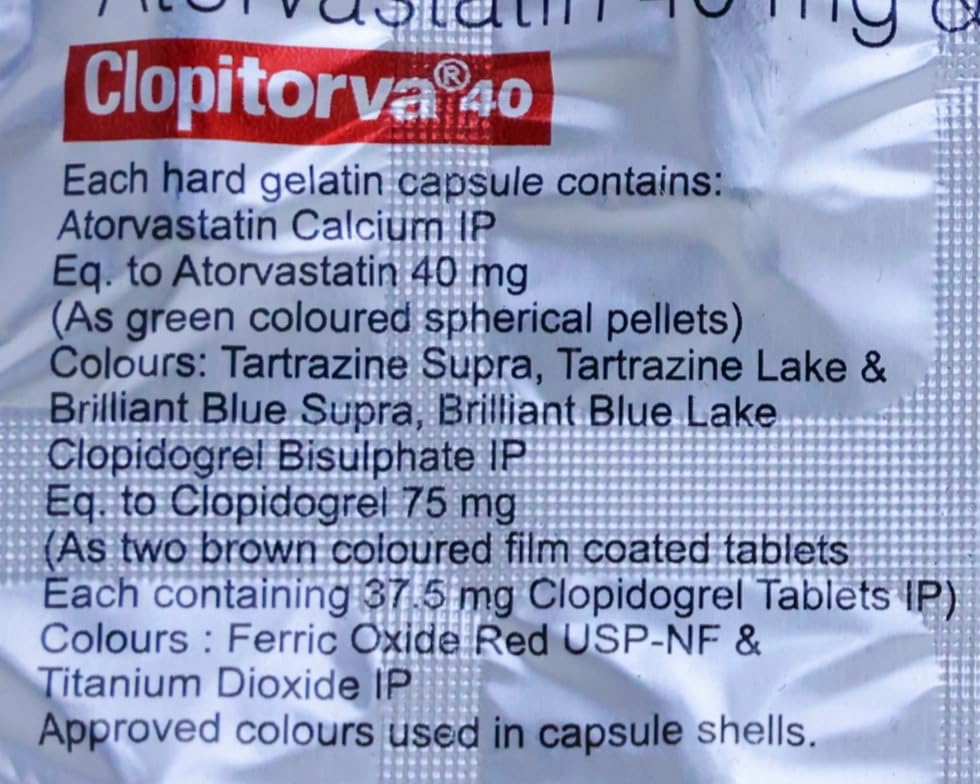 Atorvastatin 40 mg &
Clopitorva® 40
Each hard gelatin capsule contains:
Atorvastatin Calcium IP
Eq. to Atorvastatin 40 mg
(As green coloured spherical pellets)
Colours: Tartrazine Supra, Tartrazine Lake &
Brilliant Blue Supra, Brilliant Blue Lake
Clopidogrel Bisulphate IP
Eq. to Clopidogrel 75 mg
(As two brown coloured film coated tablets
Each containing 37.5 mg Clopidogrel Tablets IP)
Colours : Ferric Oxide Red USP-NF &
Titanium Dioxide IP
Approved colours used in capsule shells.